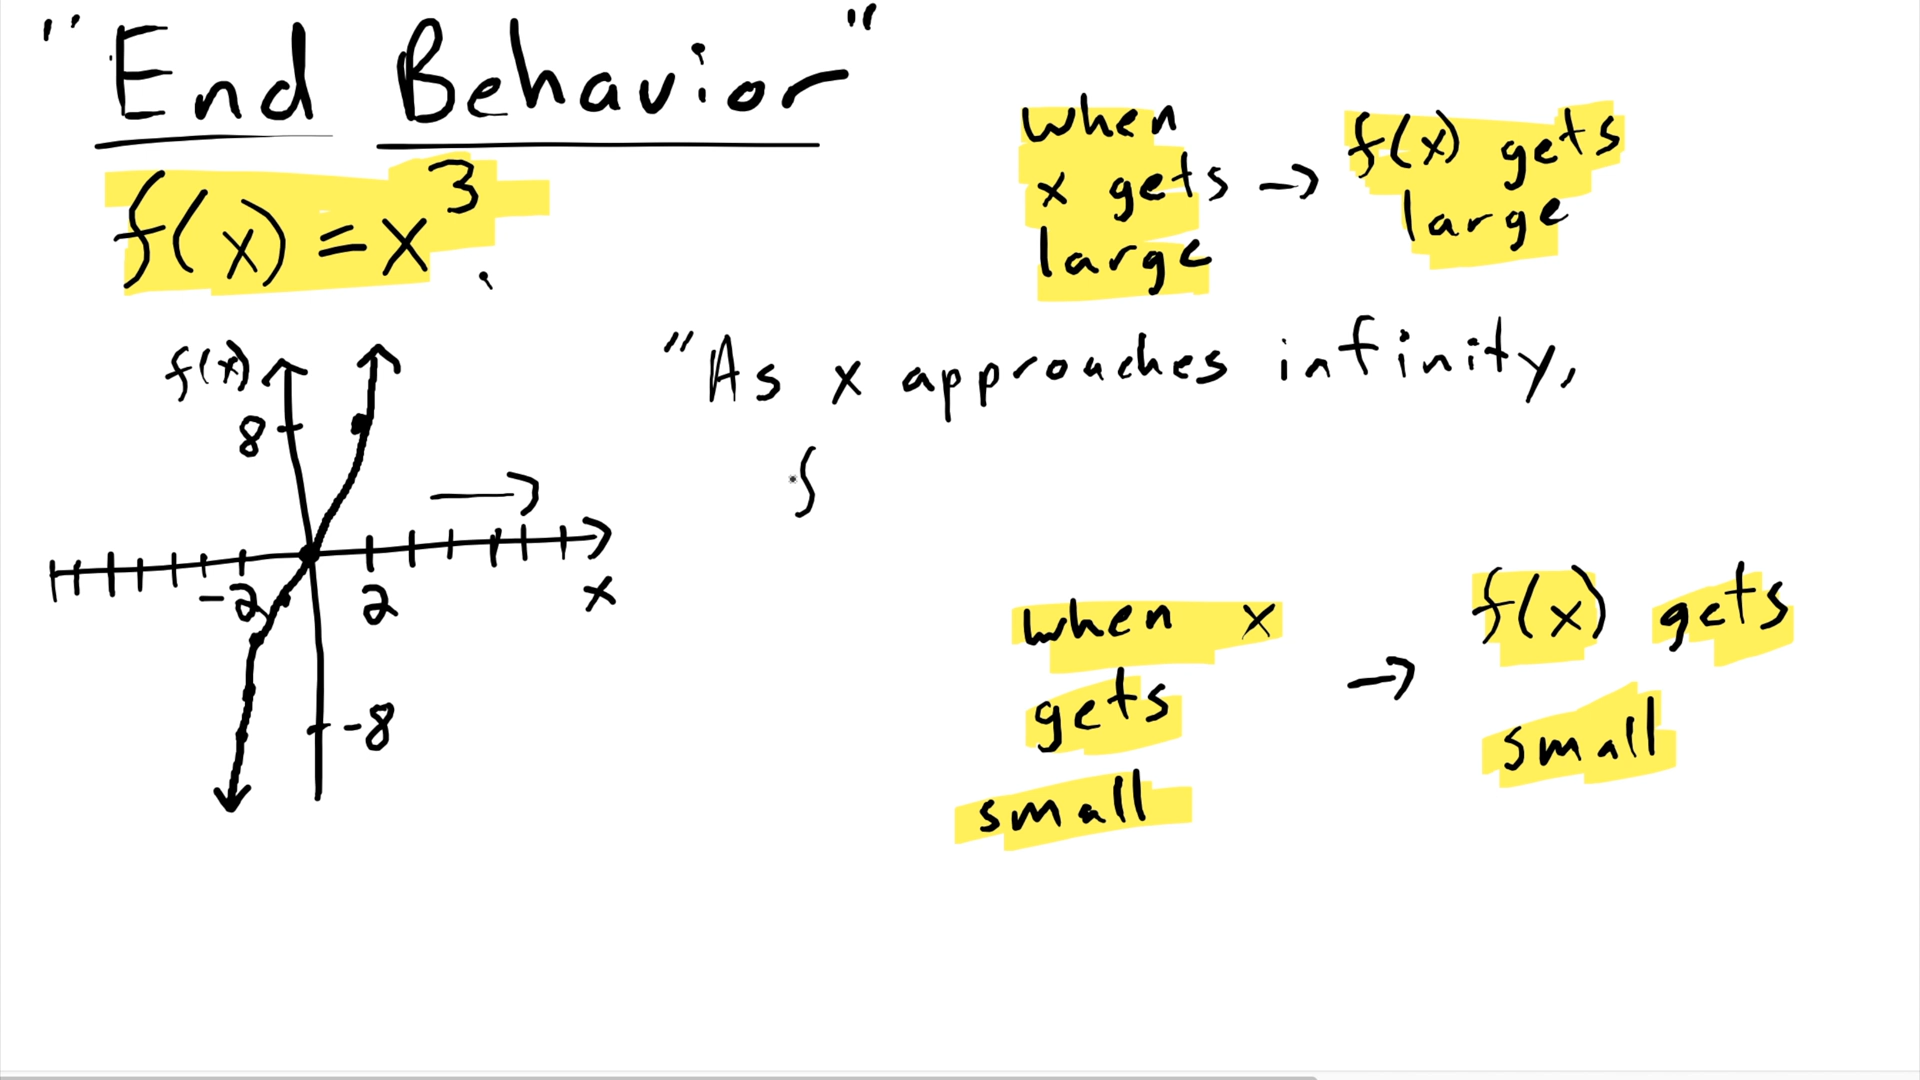 "End Behavior"
f(x) = x³
when
x gets → f(x) gets
large large
"As x approaches infinity,
f
f(x)
8
-2 2 x
-8
when x
gets → f(x) gets
small small